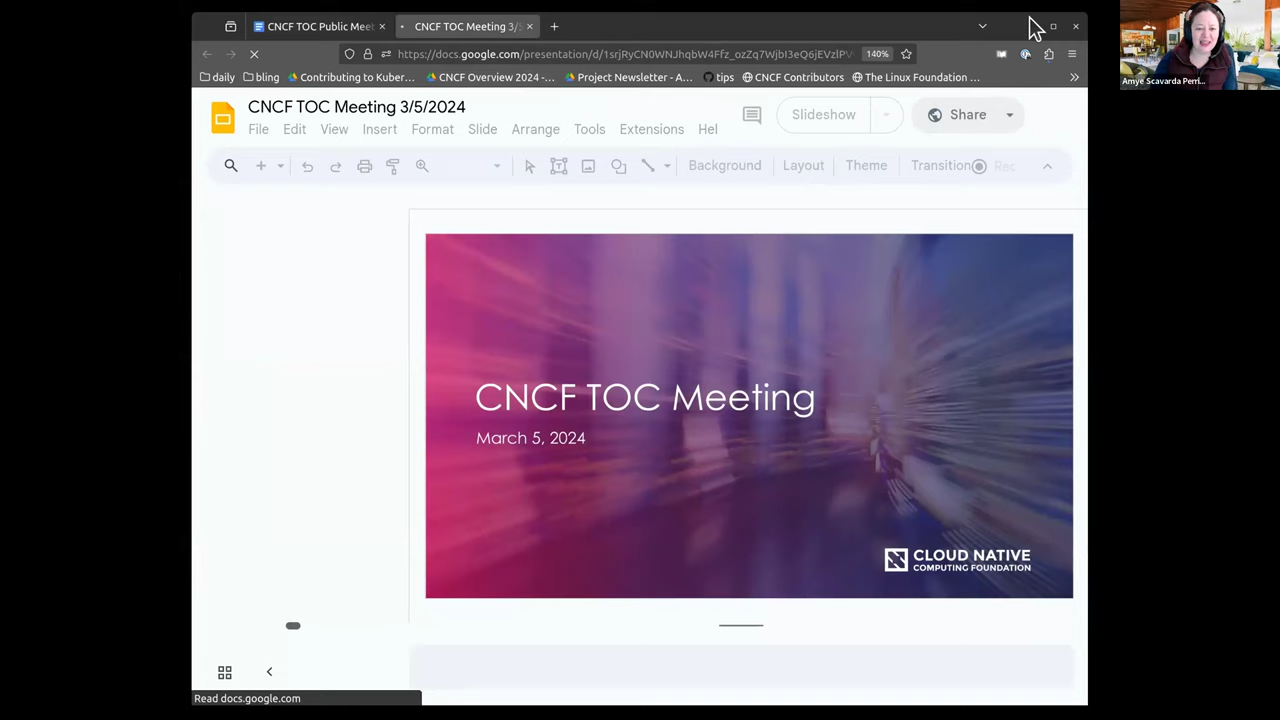 CNCF TOC Public Meet
CNCF TOC Meeting 3/5
https://docs.google.com/presentation/d/1srjRyCN0WNJhqbW4Ffz_ozZq7WjbI3eQ6jEVzlPV
140%
daily
bling
Contributing to Kuber...
CNCF Overview 2024 -...
Project Newsletter - A...
tips
CNCF Contributors
The Linux Foundation ...
CNCF TOC Meeting 3/5/2024
File Edit View Insert Format Slide Arrange Tools Extensions Hel
Slideshow
Share
Background Layout Theme Transition Rec
CNCF TOC Meeting
March 5, 2024
CLOUD NATIVE
COMPUTING FOUNDATION
Read docs.google.com
Amye Scavarda Perri...